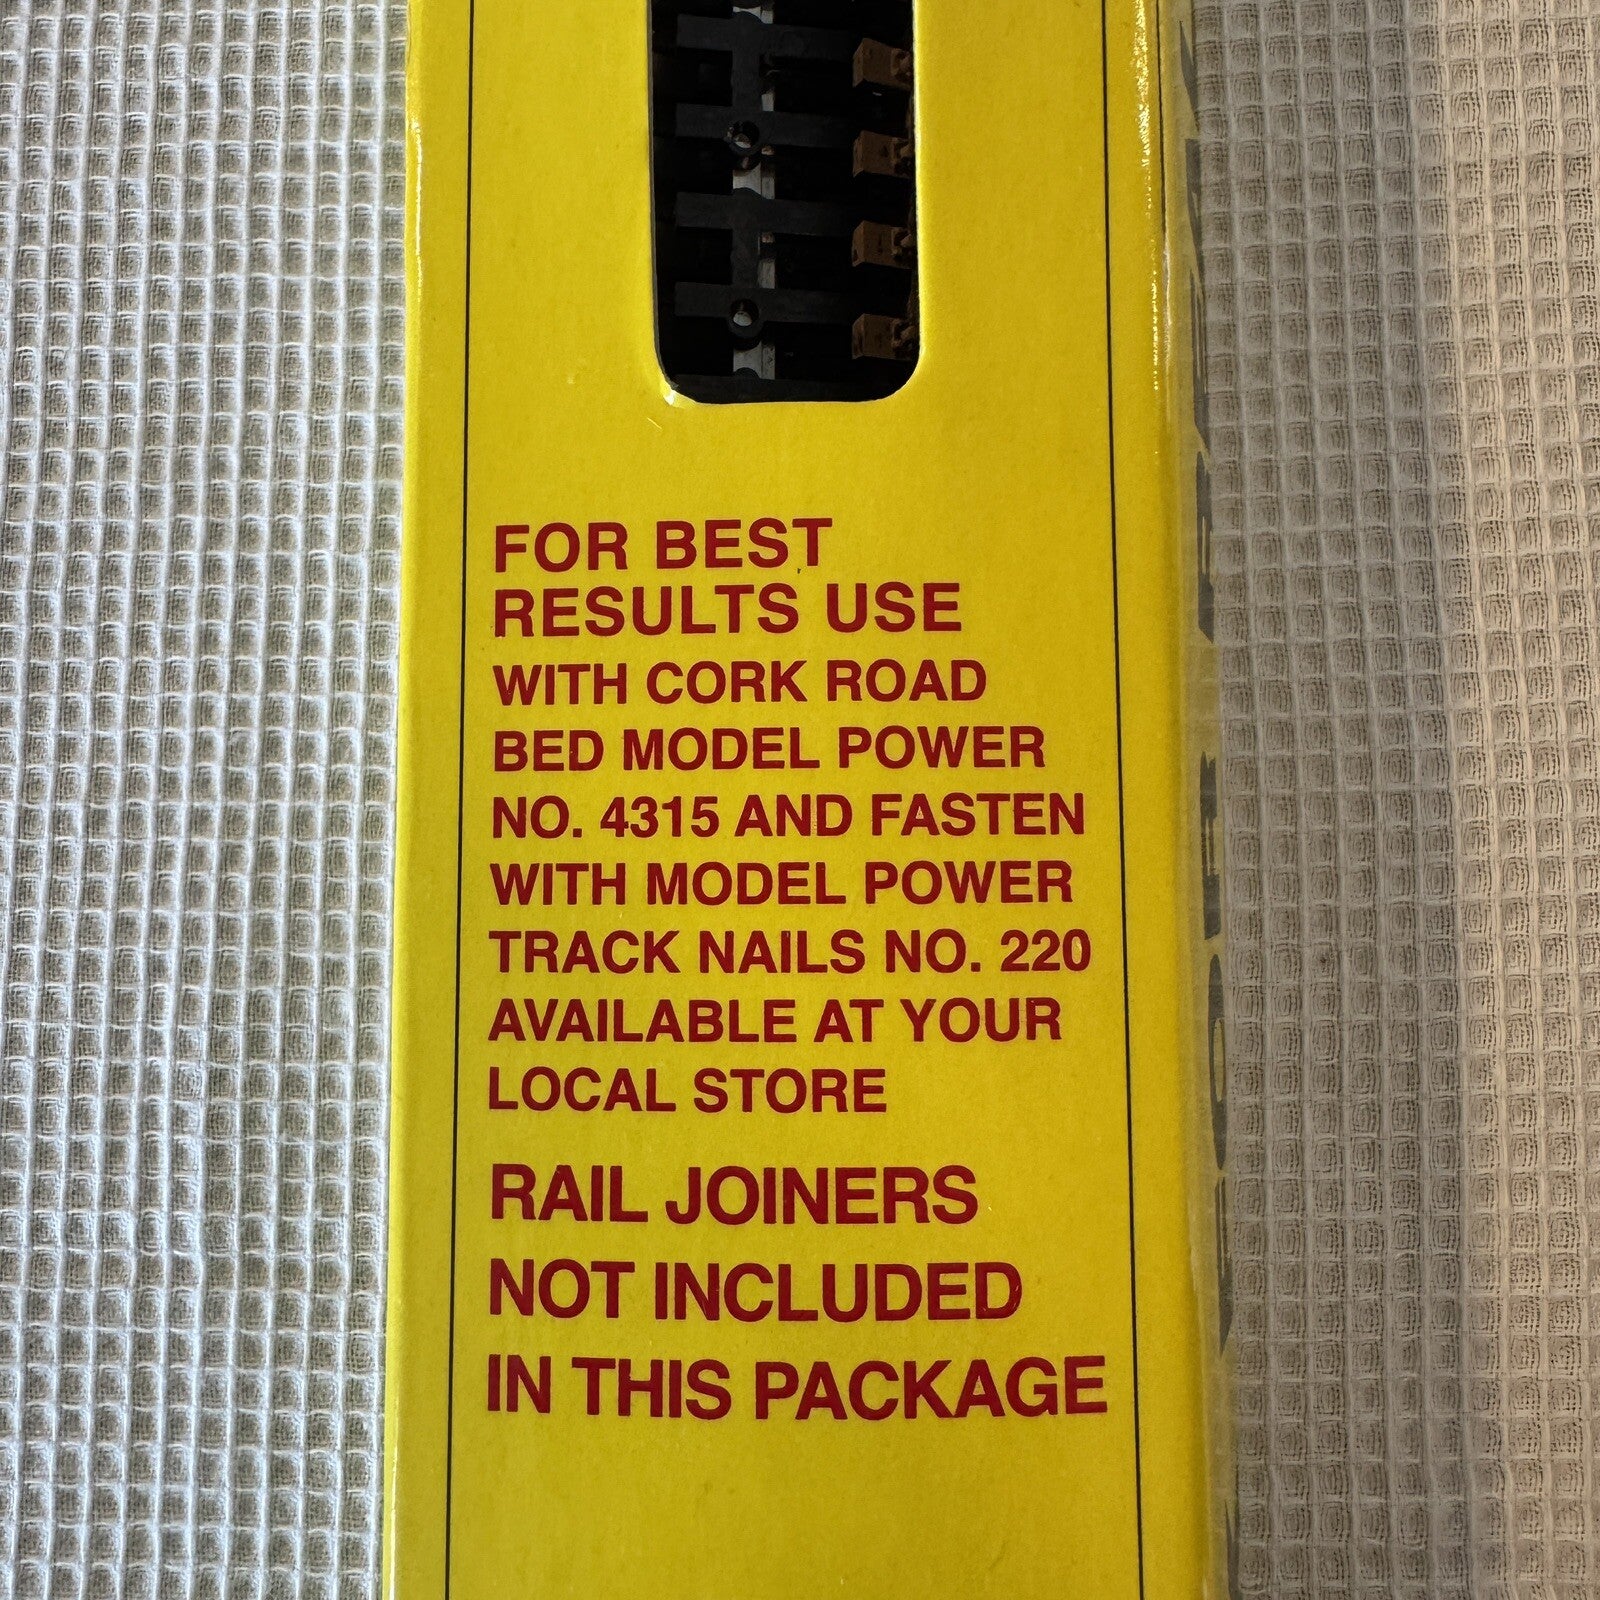 FOR BEST
RESULTS USE
WITH CORK ROAD
BED MODEL POWER
NO. 4315 AND FASTEN
WITH MODEL POWER
TRACK NAILS NO. 220
AVAILABLE AT YOUR
LOCAL STORE
RAIL JOINERS
NOT INCLUDED
IN THIS PACKAGE